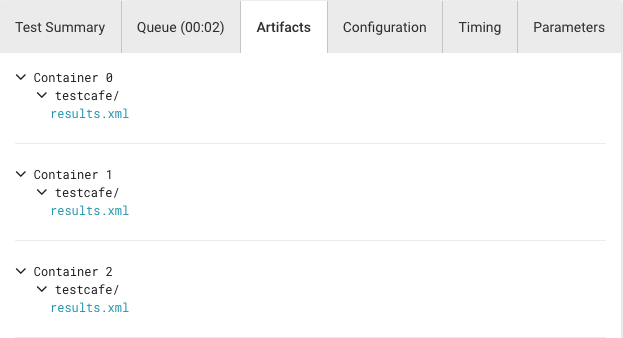 Test Summary Queue (00:02) Artifacts Configuration Timing Parameters
Container 0
testcafe/
results.xml
Container 1
testcafe/
results.xml
Container 2
testcafe/
results.xml